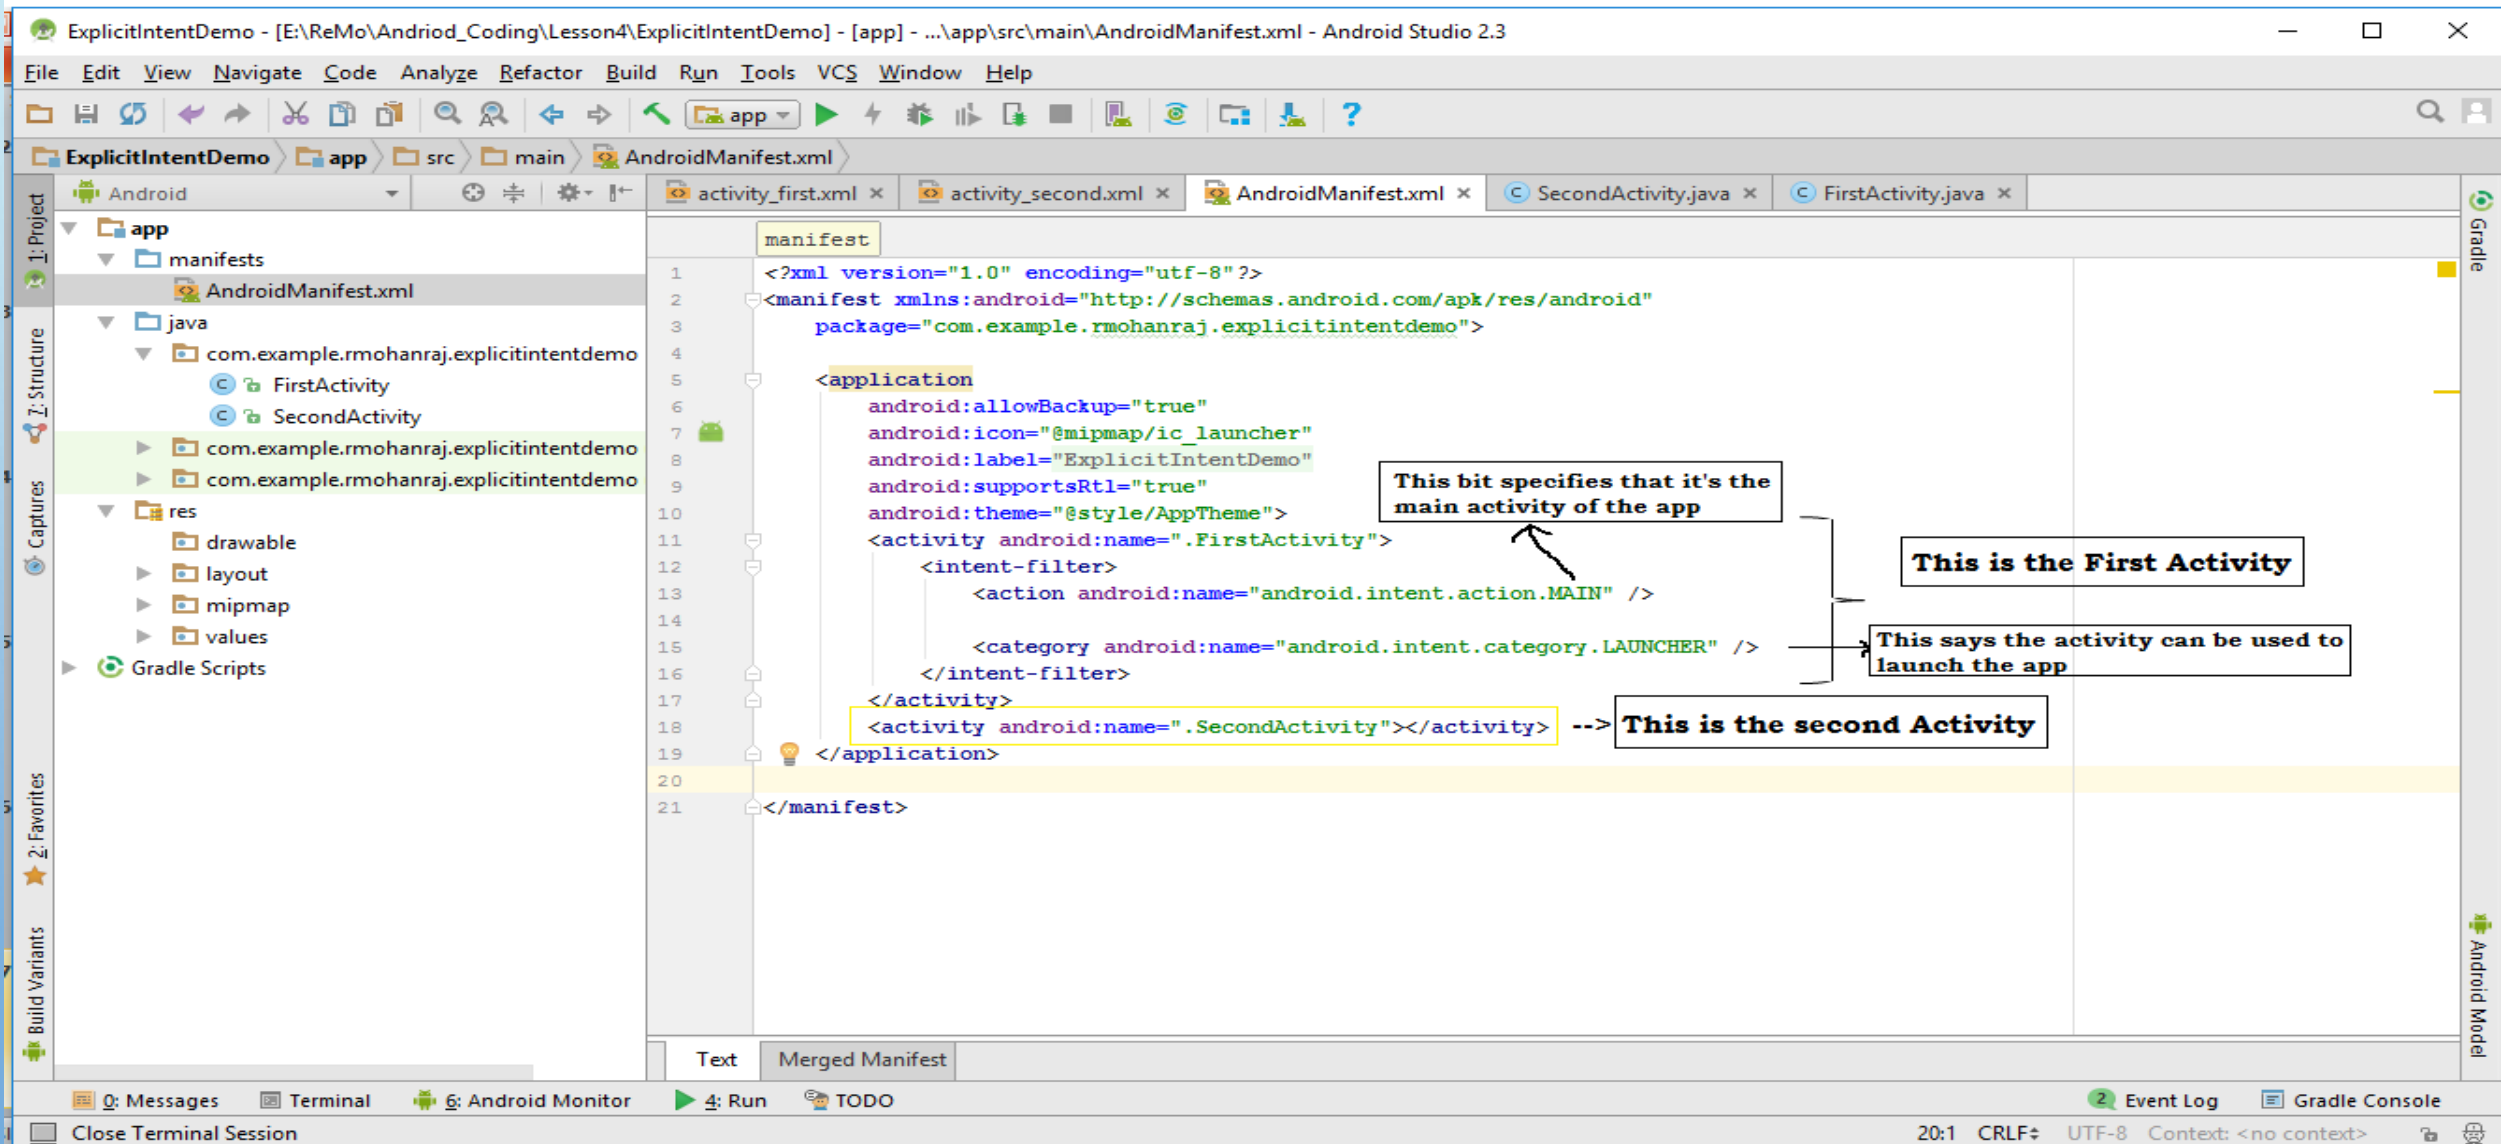 ExplicitIntentDemo - [E:\ReMo\Andriod_Coding\Lesson4\ExplicitIntentDemo] - [app] - ...\app\src\main\AndroidManifest.xml - Android Studio 2.3
File Edit View Navigate Code Analyze Refactor Build Run Tools VCS Window Help
app
ExplicitIntentDemo app src main AndroidManifest.xml
Android
activity_first.xml activity_second.xml AndroidManifest.xml SecondActivity.java FirstActivity.java
1: Project
7: Structure
Captures
2: Favorites
Build Variants
app
manifests
AndroidManifest.xml
java
com.example.rmohanraj.explicitintentdemo
FirstActivity
SecondActivity
com.example.rmohanraj.explicitintentdemo
com.example.rmohanraj.explicitintentdemo
res
drawable
layout
mipmap
values
Gradle Scripts
manifest
1 <?xml version="1.0" encoding="utf-8"?>
2 <manifest xmlns:android="http://schemas.android.com/apk/res/android"
3 package="com.example.rmohanraj.explicitintentdemo">
4
5 <application
6 android:allowBackup="true"
7 android:icon="@mipmap/ic_launcher"
8 android:label="ExplicitIntentDemo"
9 android:supportsRtl="true"
10 android:theme="@style/AppTheme">
11 <activity android:name=".FirstActivity">
12 <intent-filter>
13 <action android:name="android.intent.action.MAIN" />
14
15 <category android:name="android.intent.category.LAUNCHER" />
16 </intent-filter>
17 </activity>
18 <activity android:name=".SecondActivity"></activity>
19 </application>
20
21 </manifest>
This bit specifies that it's the
main activity of the app
This is the First Activity
This says the activity can be used to
launch the app
--> This is the second Activity
Gradle
Android Model
Text Merged Manifest
0: Messages Terminal 6: Android Monitor 4: Run TODO 2 Event Log Gradle Console
Close Terminal Session 20:1 CRLF UTF-8 Context: <no context>